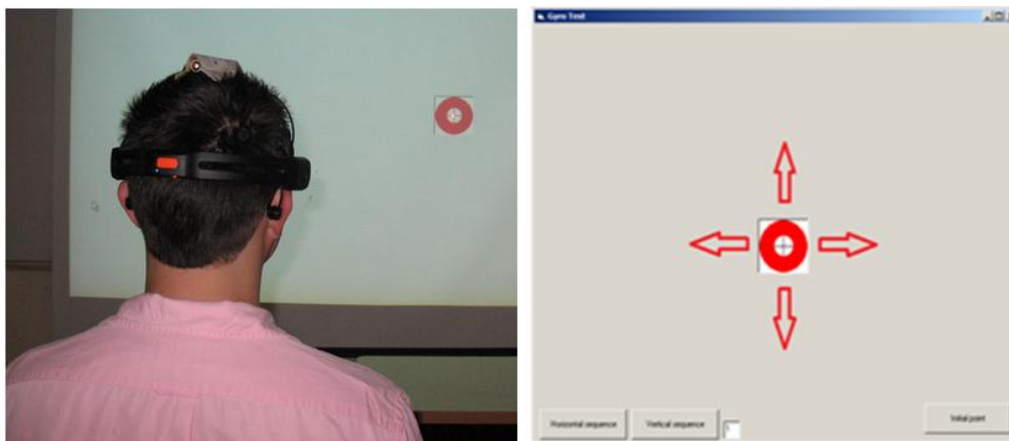 Gyro Test
Horizontal sequence
Vertical sequence
Initial point